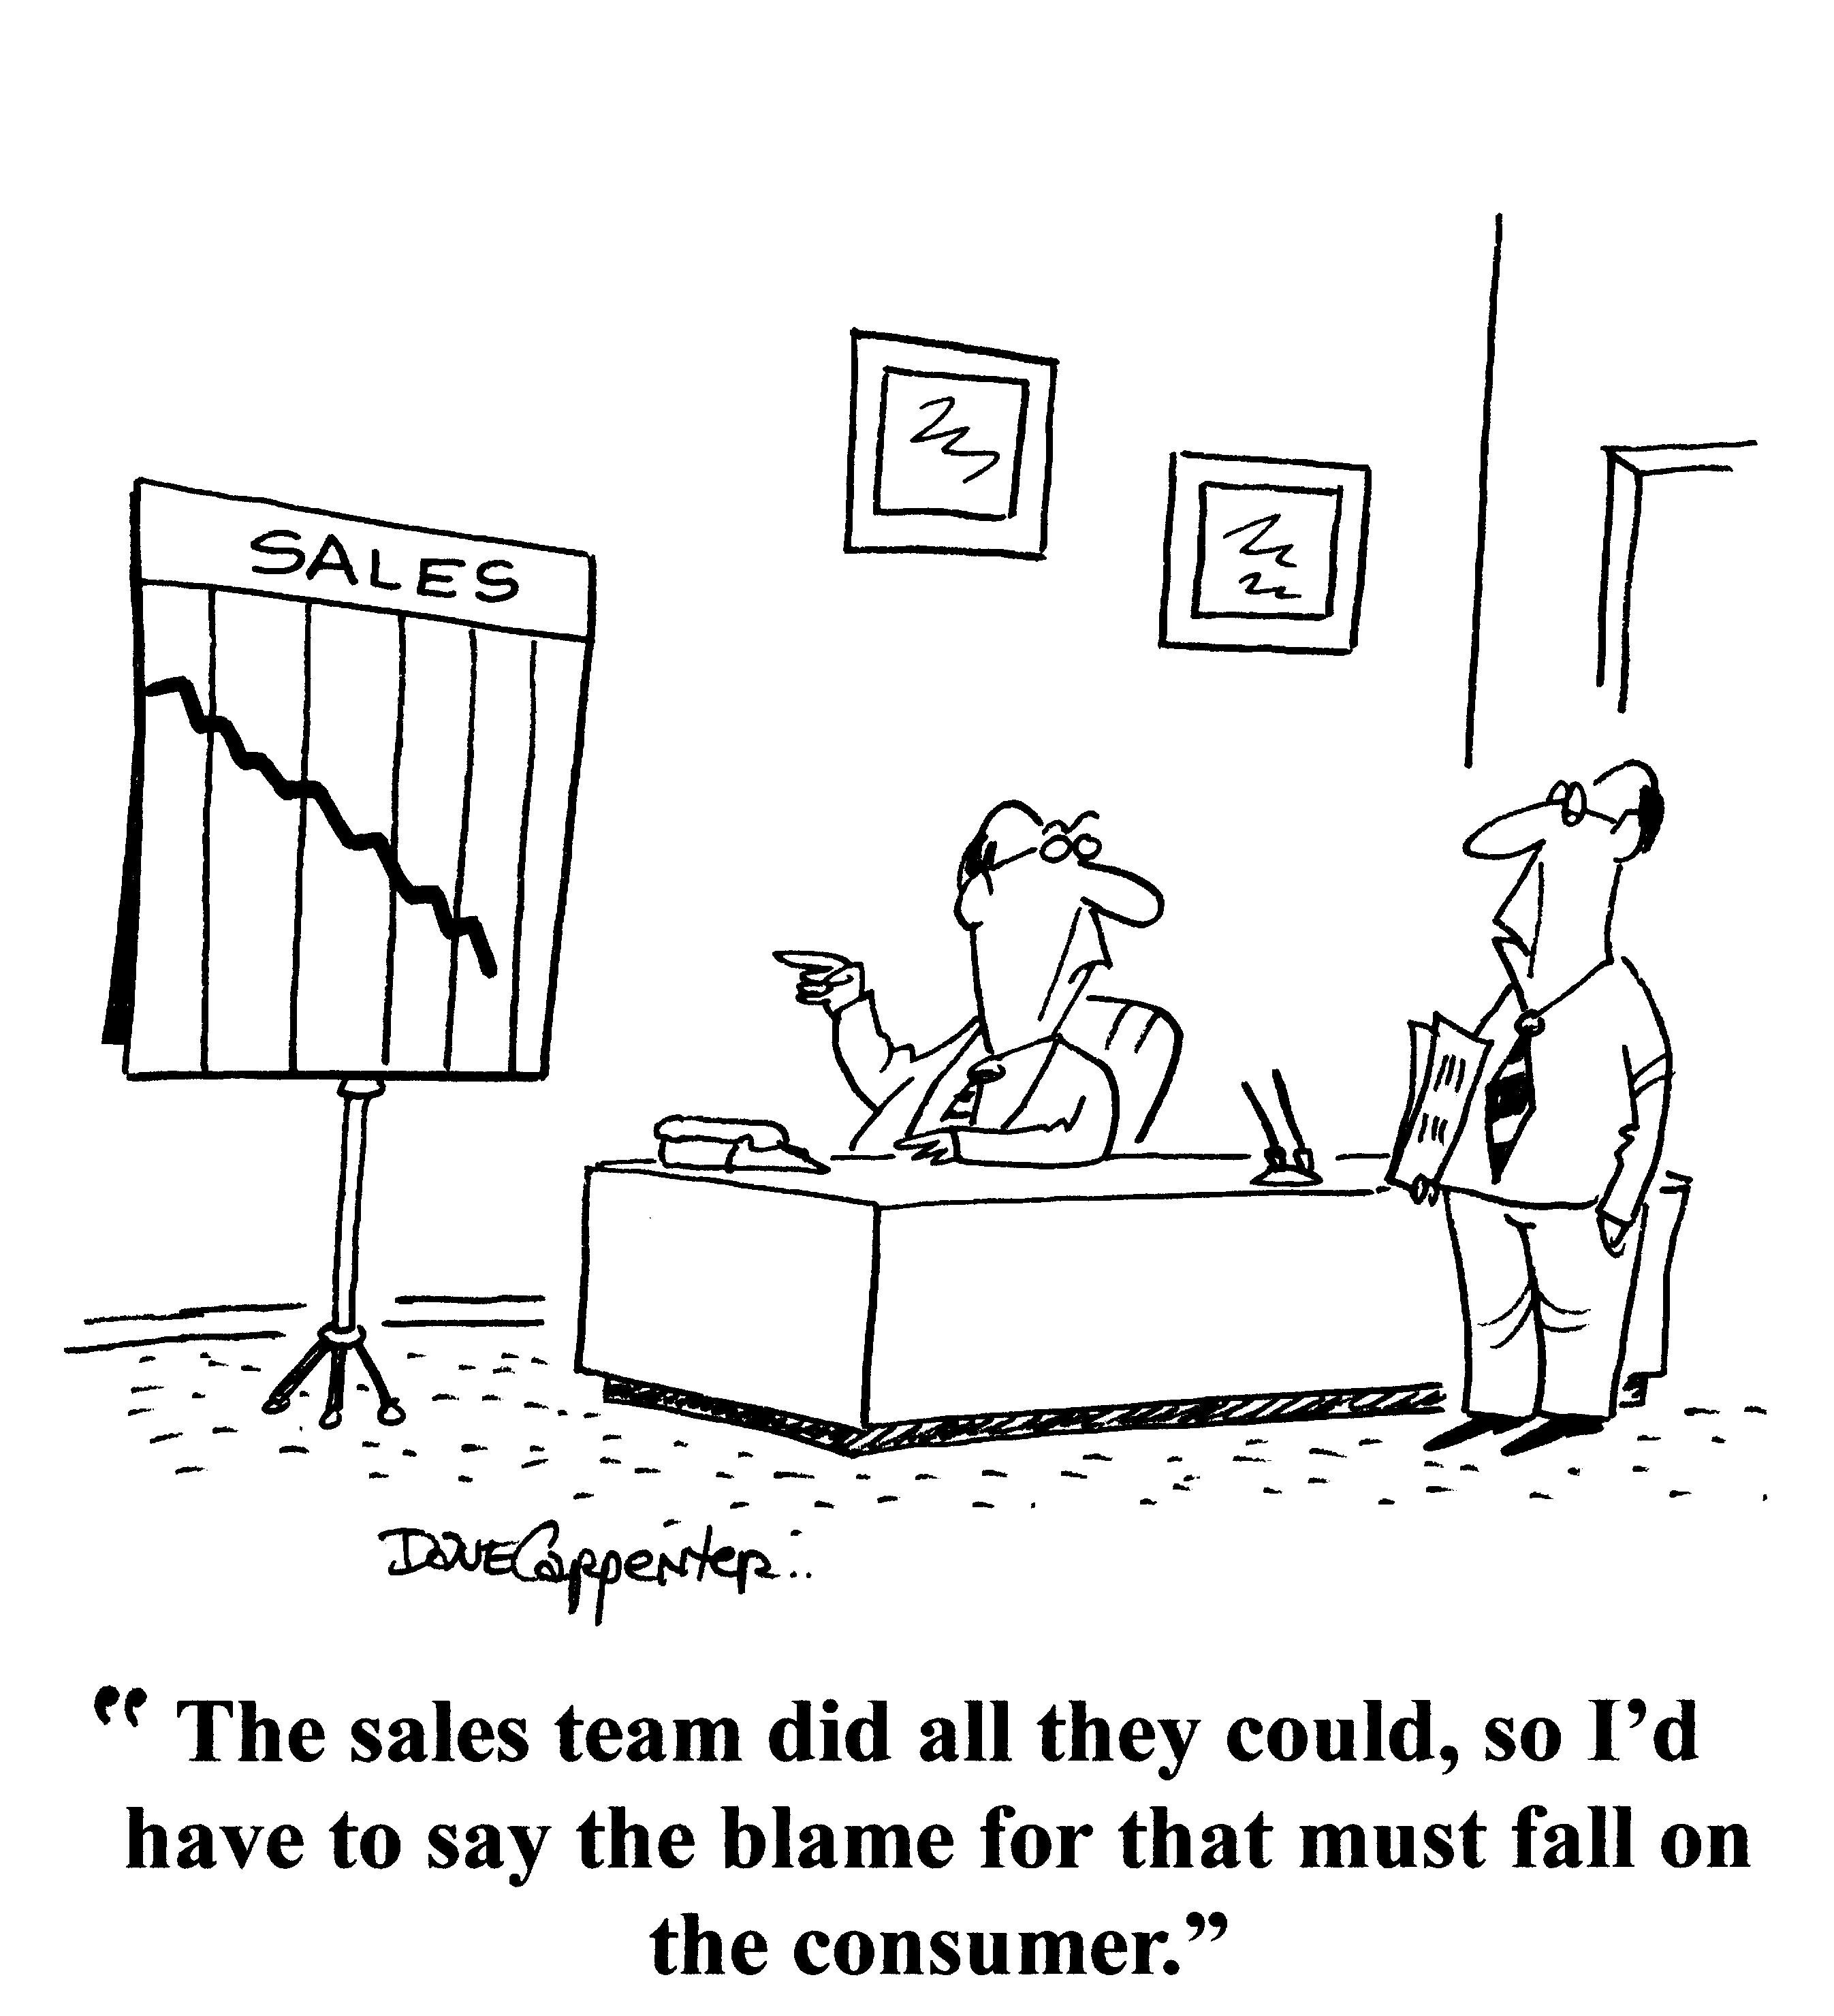 SALES
Dave Carpenter..
“ The sales team did all they could, so I’d
have to say the blame for that must fall on
the consumer.”